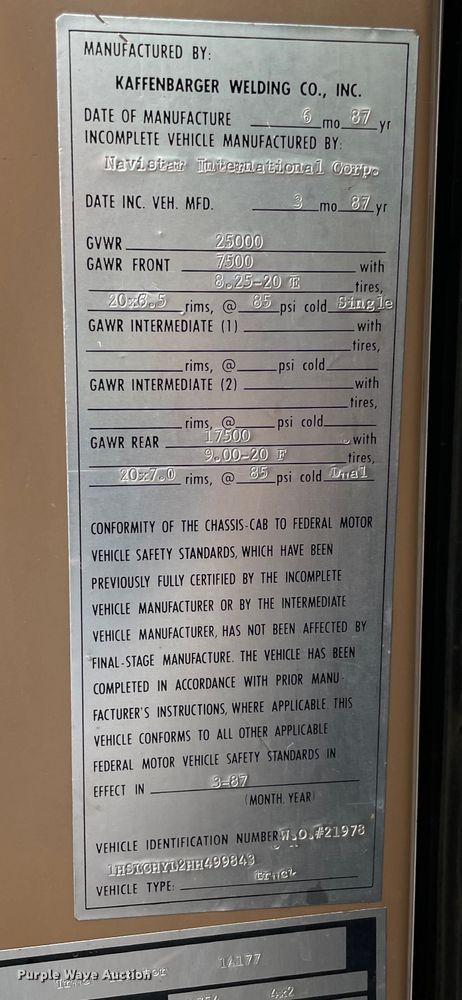 MANUFACTURED BY:
KAFFENBARGER WELDING CO., INC.
DATE OF MANUFACTURE 6 mo 87 yr
INCOMPLETE VEHICLE MANUFACTURED BY:
Navistar International Corp.
DATE INC. VEH. MFD. 3 mo 87 yr
GVWR 25000
GAWR FRONT 7500 with
8.25-20 E tires,
20x6.5 rims, @ 85 psi cold Single
GAWR INTERMEDIATE (1) with
tires,
rims, @ psi cold
GAWR INTERMEDIATE (2) with
tires,
rims, @ psi cold
GAWR REAR 17500 with
9.00-20 F tires,
20x7.0 rims, @ 85 psi cold Dual
CONFORMITY OF THE CHASSIS-CAB TO FEDERAL MOTOR
VEHICLE SAFETY STANDARDS, WHICH HAVE BEEN
PREVIOUSLY FULLY CERTIFIED BY THE INCOMPLETE
VEHICLE MANUFACTURER OR BY THE INTERMEDIATE
VEHICLE MANUFACTURER, HAS NOT BEEN AFFECTED BY
FINAL-STAGE MANUFACTURE. THE VEHICLE HAS BEEN
COMPLETED IN ACCORDANCE WITH PRIOR MANU-
FACTURER'S INSTRUCTIONS, WHERE APPLICABLE. THIS
VEHICLE CONFORMS TO ALL OTHER APPLICABLE
FEDERAL MOTOR VEHICLE SAFETY STANDARDS IN
EFFECT IN 3-87
(MONTH, YEAR)
VEHICLE IDENTIFICATION NUMBER W.O.#21978
1HSLCHYL2HH499843
VEHICLE TYPE: truck
1A177
4x2
Purple Wave Auction